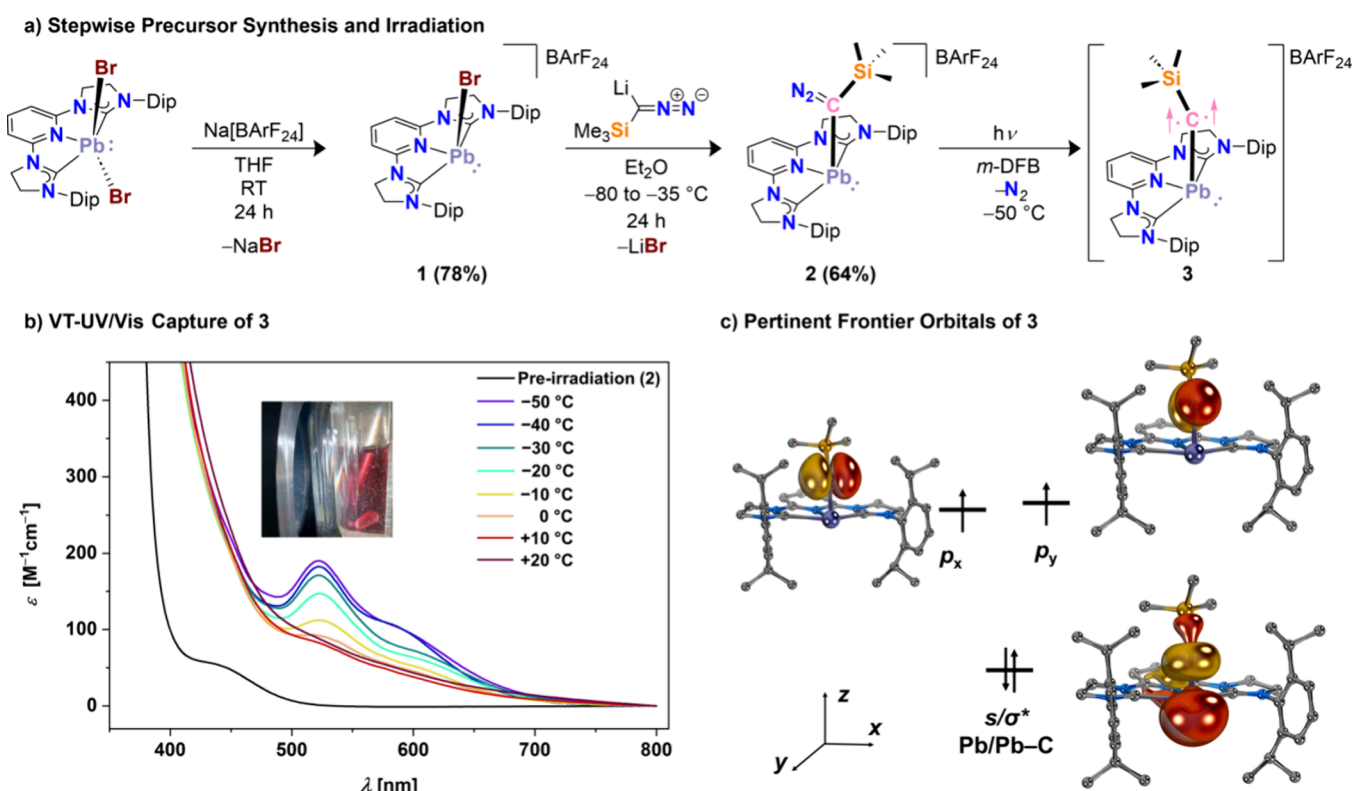 a) Stepwise Precursor Synthesis and Irradiation
Br
N
N
Dip
N
Pb:
N
N
Dip
Br
Na[BArF24]
THF
RT
24 h
–NaBr
Br
BArF24
N
N
Dip
N
Pb
:
N
N
Dip
1 (78%)
Li
N
+
N
–
Me3Si
Et2O
–80 to –35 °C
24 h
–LiBr
Si
BArF24
N2
C
N
N
Dip
N
Pb:
N
N
Dip
2 (64%)
hν
m-DFB
–N2
–50 °C
Si
BArF24
·C·
N
N
Dip
N
Pb
:
N
N
Dip
3
b) VT-UV/Vis Capture of 3
ε [M–1cm–1]
400
300
200
100
0
Pre-irradiation (2)
–50 °C
–40 °C
–30 °C
–20 °C
–10 °C
0 °C
+10 °C
+20 °C
400
500
600
700
800
λ [nm]
c) Pertinent Frontier Orbitals of 3
px
py
s/σ*
Pb/Pb–C
z
x
y